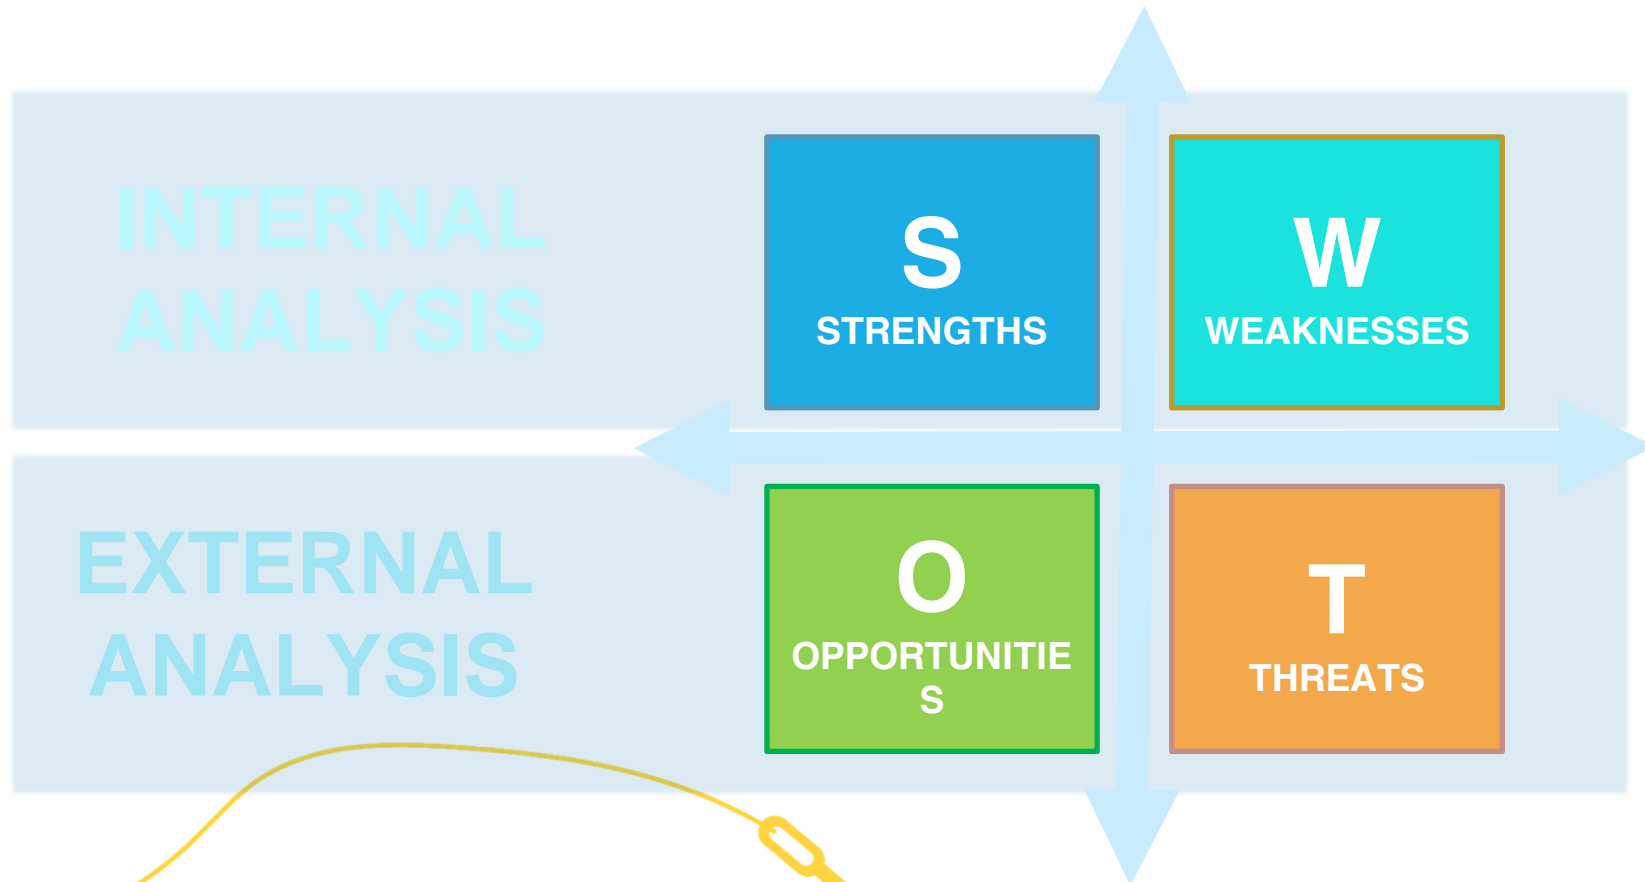 INTERNAL
ANALYSIS
S
STRENGTHS
W
WEAKNESSES
EXTERNAL
ANALYSIS
O
OPPORTUNITIE
S
T
THREATS